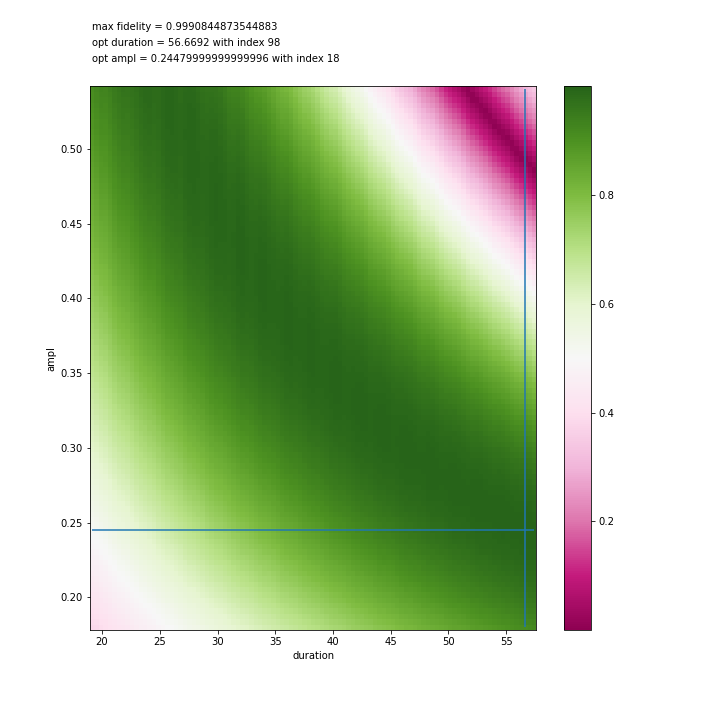 max fidelity = 0.9990844873544883
opt duration = 56.6692 with index 98
opt ampl = 0.24479999999999996 with index 18
0.50
0.45
0.40
0.35
0.30
0.25
0.20
ampl
20 25 30 35 40 45 50 55
duration
0.8
0.6
0.4
0.2